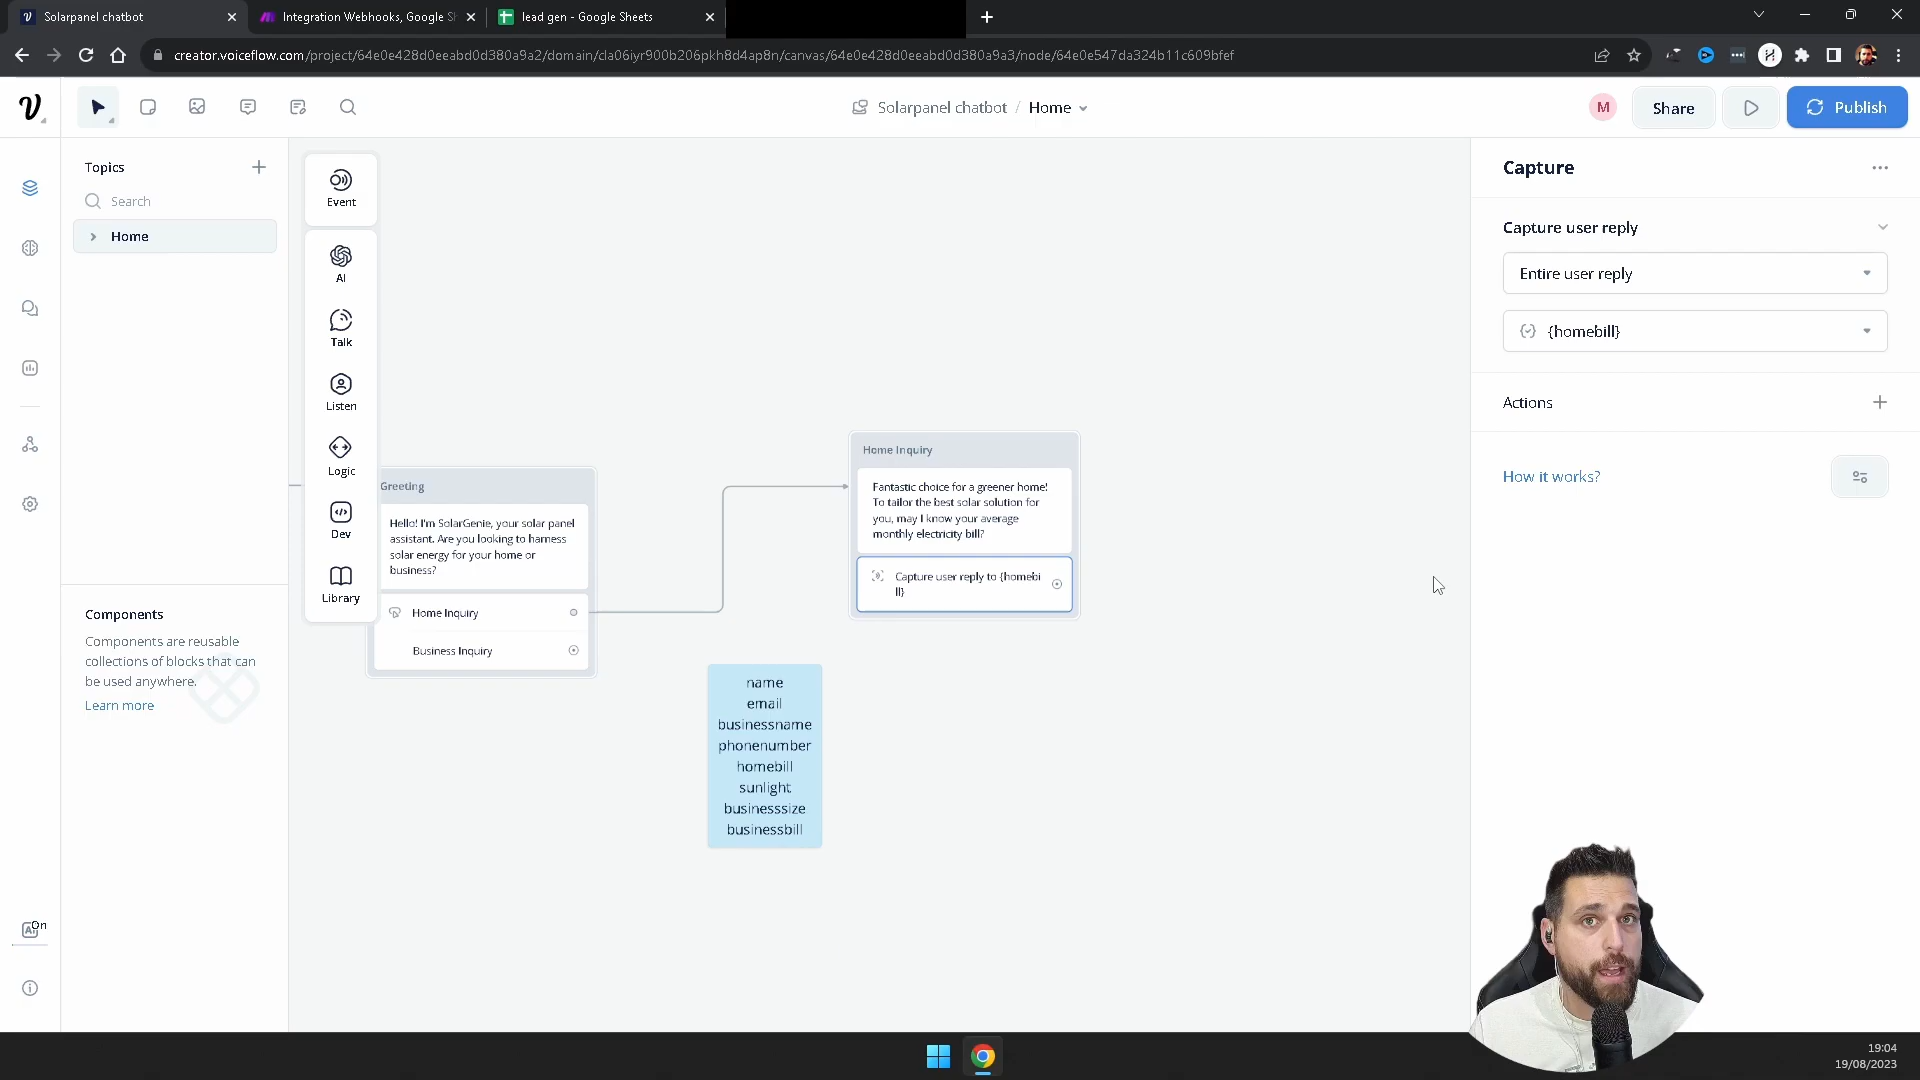 Solarpanel chatbot
Integration Webhooks, Google Sh
lead gen - Google Sheets
creator.voiceflow.com/project/64e0e428d0eeabd0d380a9a2/domain/cla06iyr900b206pkh8d4ap8n/canvas/64e0e428d0eeabd0d380a9a3/node/64e0e547da324b11c609bfef
Solarpanel chatbot / Home
M
Share
Publish
Topics
Search
Home
Event
AI
Talk
Listen
Logic
Dev
Library
Components
Components are reusable
collections of blocks that can
be used anywhere.
Learn more
On
Greeting
Hello! I'm SolarGenie, your solar panel
assistant. Are you looking to harness
solar energy for your home or
business?
Home Inquiry
Business Inquiry
Home Inquiry
Fantastic choice for a greener home!
To tailor the best solar solution for
you, may I know your average
monthly electricity bill?
Capture user reply to {homebi
ll}
name
email
businessname
phonenumber
homebill
sunlight
businesssize
businessbill
Capture
Capture user reply
Entire user reply
{homebill}
Actions
How it works?
19:04
19/08/2023